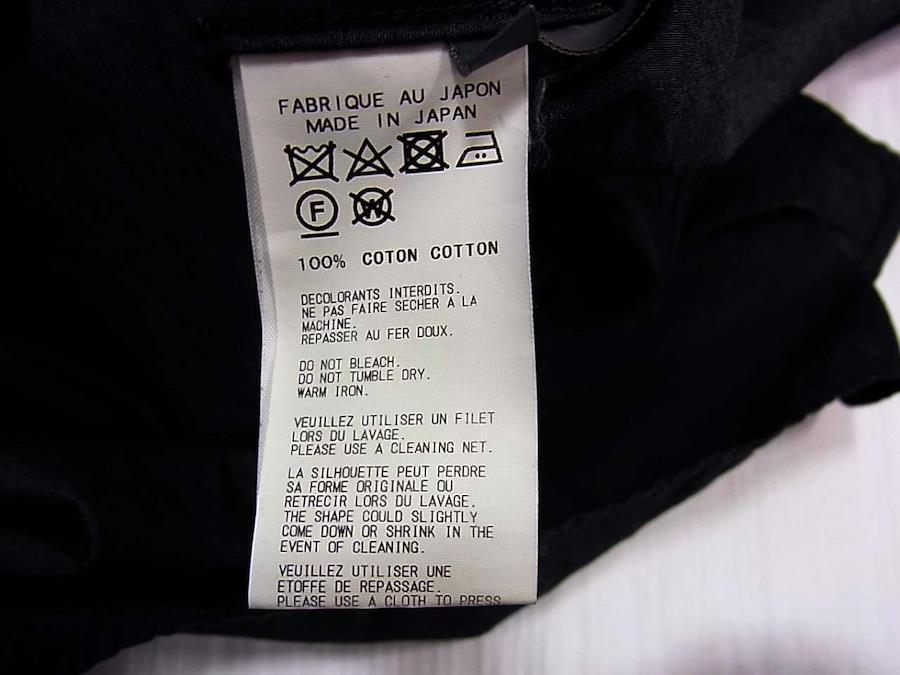 FABRIQUE AU JAPON
MADE IN JAPAN
F W
100% COTON COTTON
DECOLORANTS INTERDITS.
NE PAS FAIRE SECHER A LA
MACHINE.
REPASSER AU FER DOUX.
DO NOT BLEACH.
DO NOT TUMBLE DRY.
WARM IRON.
VEUILLEZ UTILISER UN FILET
LORS DU LAVAGE.
PLEASE USE A CLEANING NET.
LA SILHOUETTE PEUT PERDRE
SA FORME ORIGINALE OU
RETRECIR LORS DU LAVAGE.
THE SHAPE COULD SLIGHTLY
COME DOWN OR SHRINK IN THE
EVENT OF CLEANING.
VEUILLEZ UTILISER UNE
ETOFFE DE REPASSAGE.
PLEASE USE A CLOTH TO PRESS